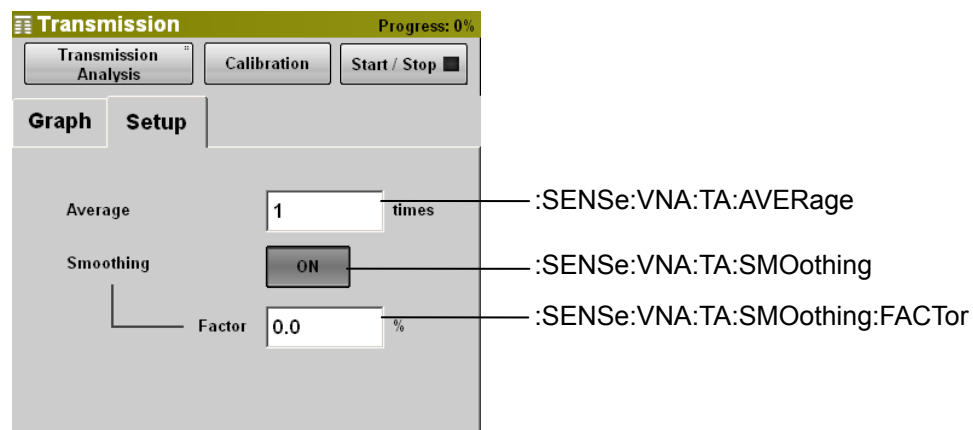 Transmission Progress: 0%
Transmission
Analysis
Calibration
Start / Stop
Graph
Setup
Average 1 times :SENSe:VNA:TA:AVERage
Smoothing ON :SENSe:VNA:TA:SMOothing
Factor 0.0 % :SENSe:VNA:TA:SMOothing:FACTor